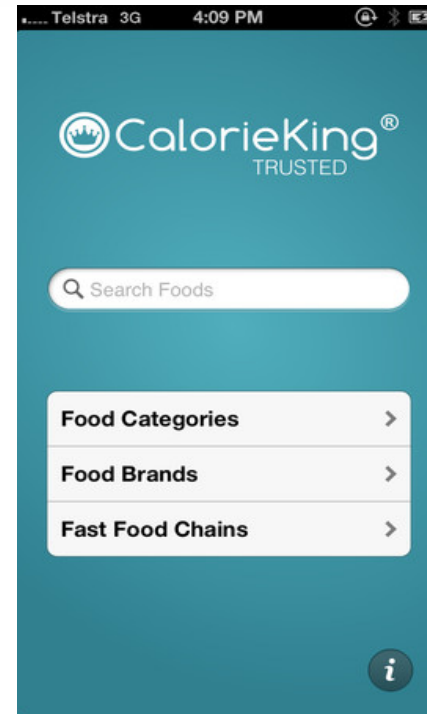 Telstra 3G 4:09 PM
CalorieKing®
TRUSTED
Search Foods
Food Categories
Food Brands
Fast Food Chains
i